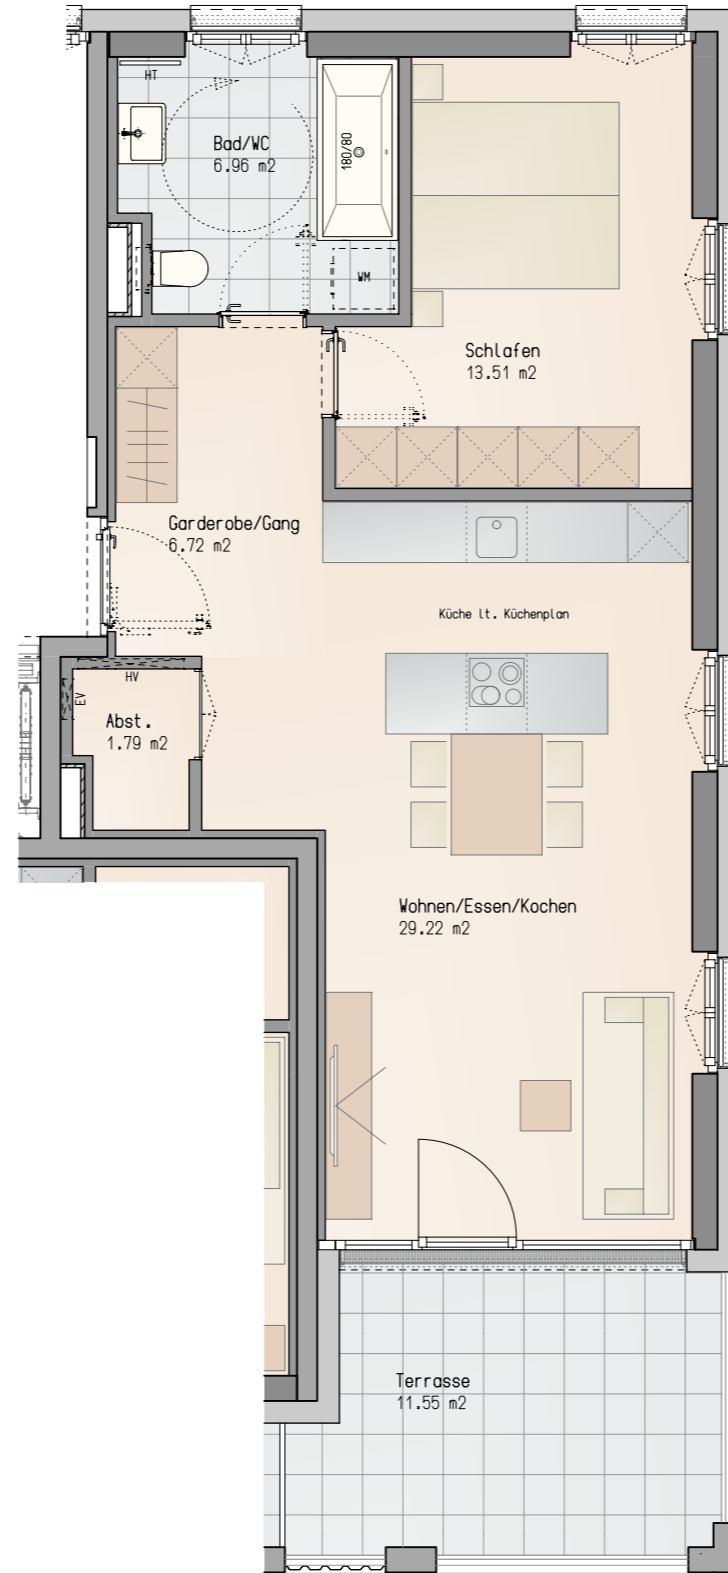 HT
Bad/WC
6.96 m2
180/80
WM
Schlafen
13.51 m2
Garderobe/Gang
6.72 m2
Küche lt. Küchenplan
HV
EV
Abst.
1.79 m2
Wohnen/Essen/Kochen
29.22 m2
Terrasse
11.55 m2